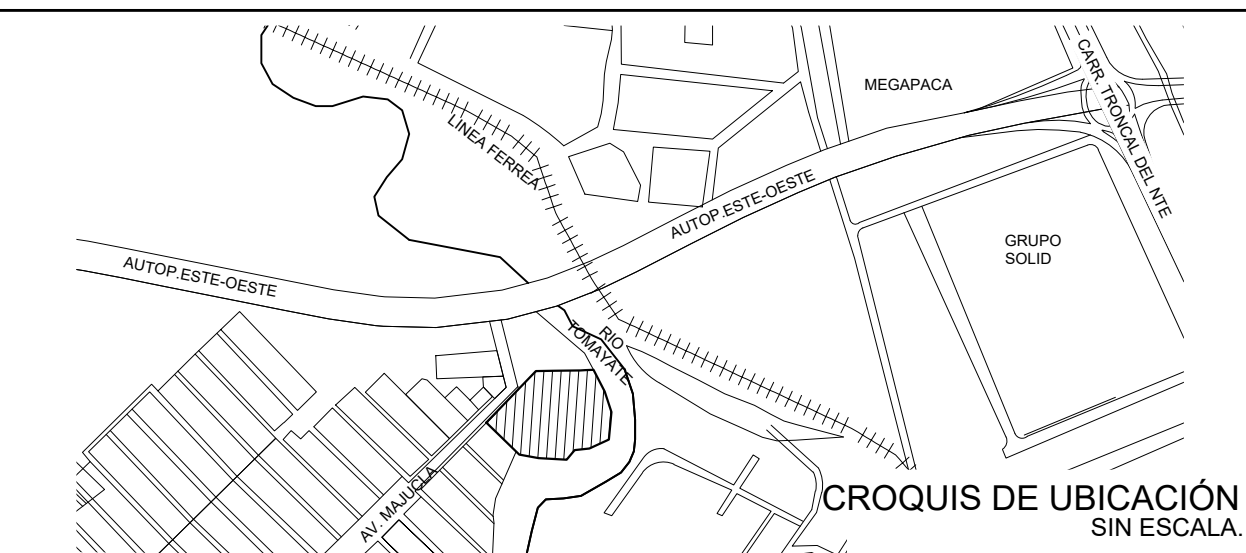 MEGAPACA
CARR. TRONCAL DEL NTE
LINEA FERREA
AUTOP.ESTE-OESTE
GRUPO
SOLID
AUTOP.ESTE-OESTE
RIO
TOMAYATE
AV. MAJUCLA
CROQUIS DE UBICACIÓN
SIN ESCALA.